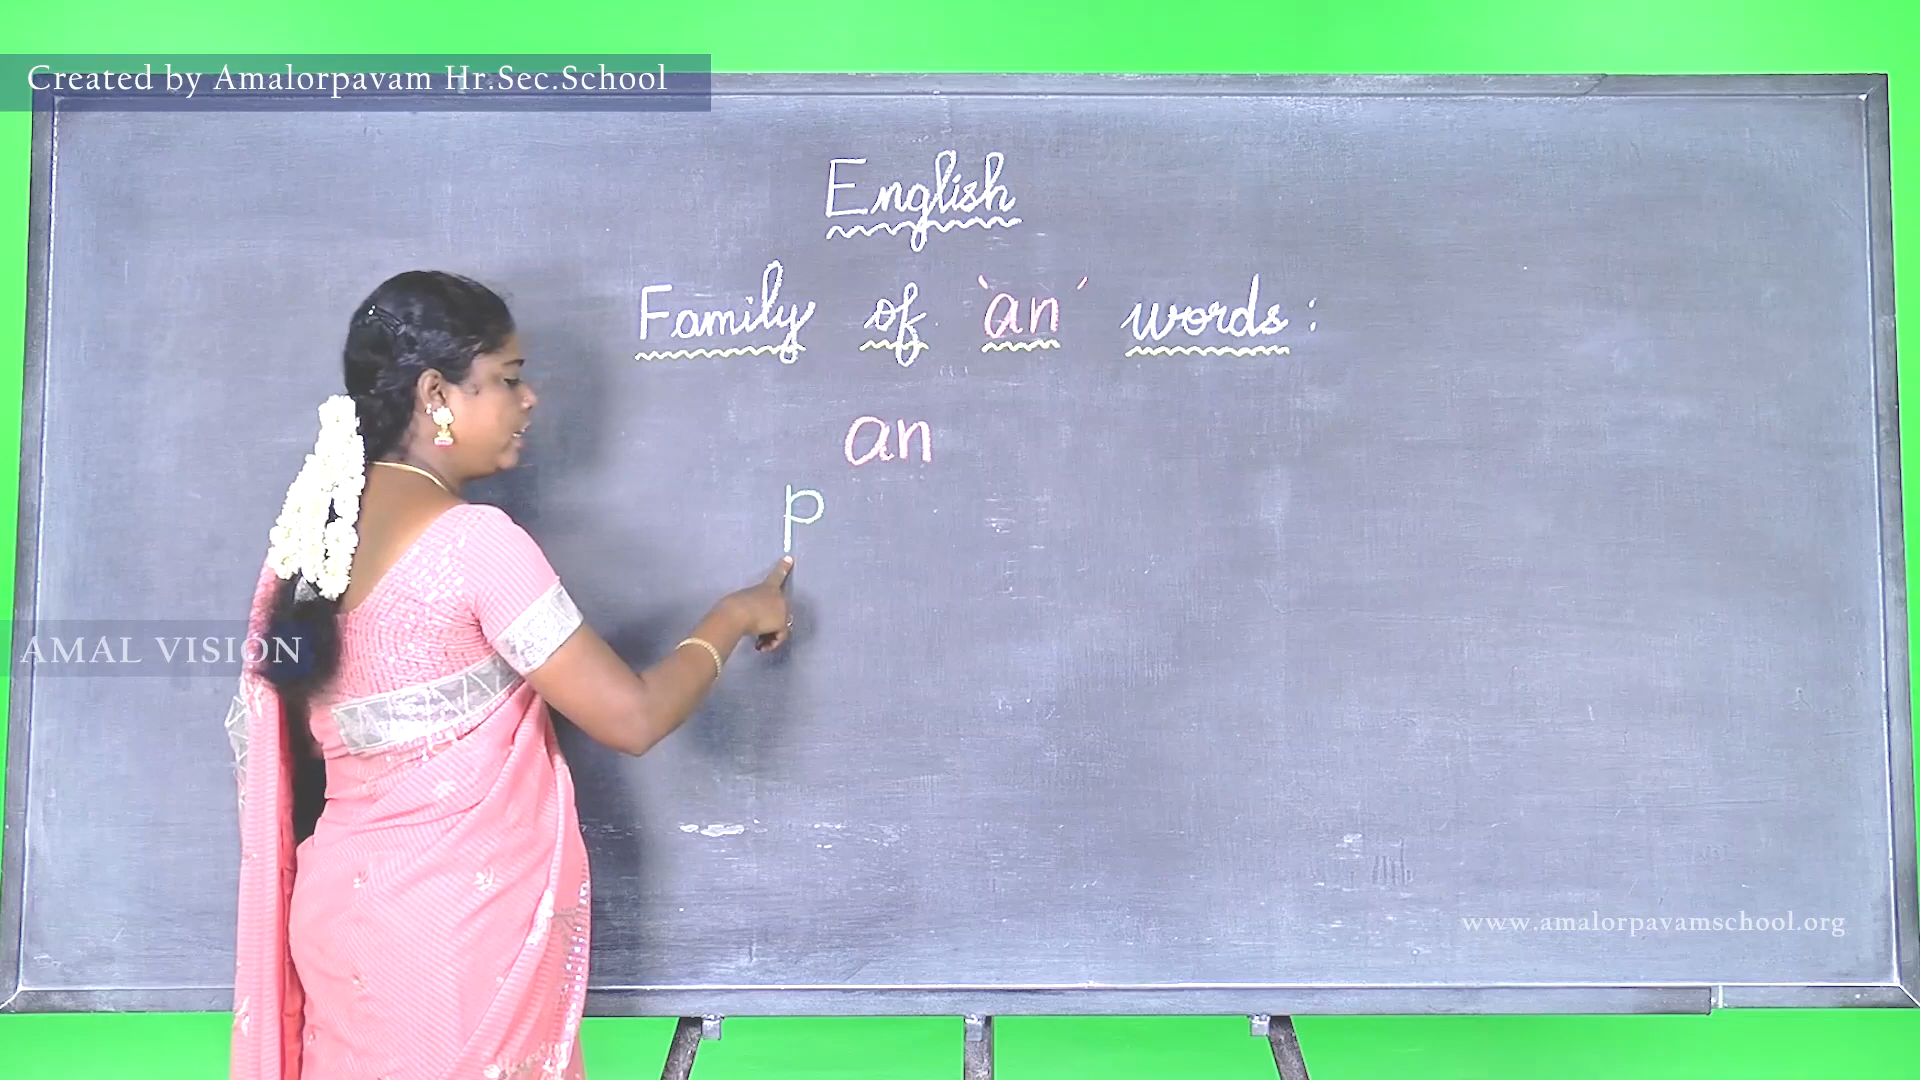 Created by Amalorpavam Hr.Sec.School
English
Family of 'an' words:
an
p
AMAL VISION
www.amalorpavamschool.org